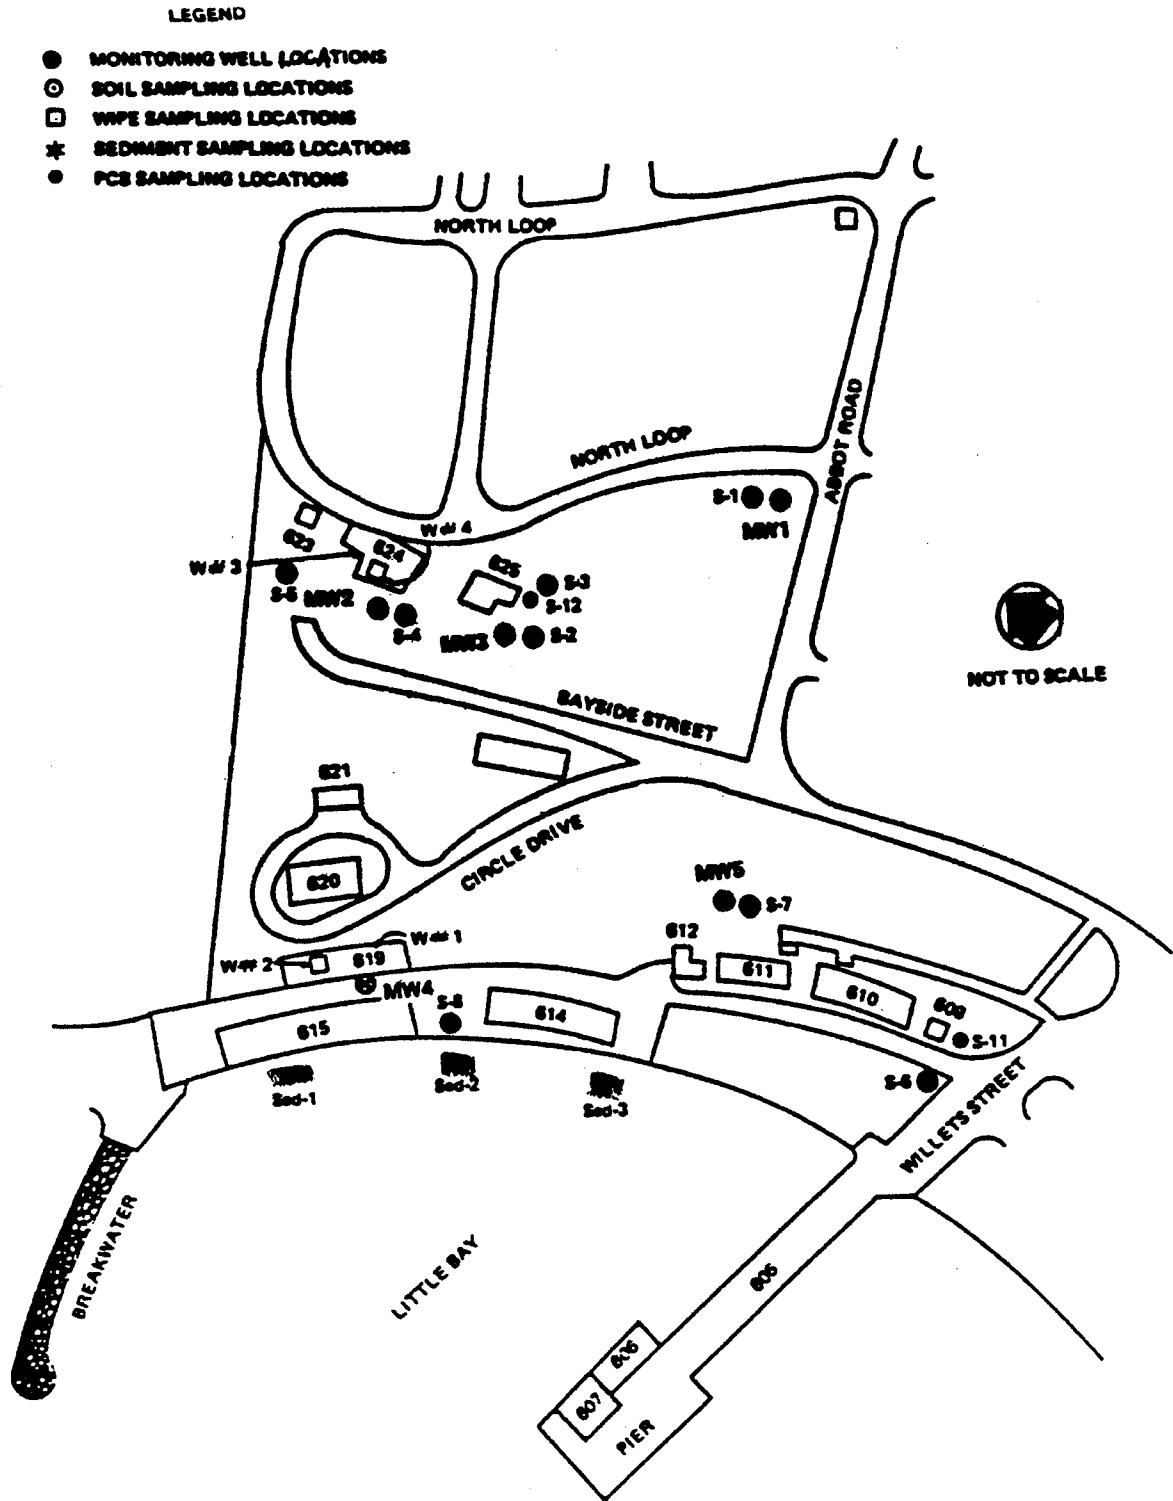 LEGEND
MONITORING WELL LOCATIONS
SOIL SAMPLING LOCATIONS
WIPE SAMPLING LOCATIONS
SEDIMENT SAMPLING LOCATIONS
PCB SAMPLING LOCATIONS
NORTH LOOP
ABBOT ROAD
NORTH LOOP
S-1
MW1
W# 4
623
624
W# 3
625
S-3
S-5
MW2
S-12
S-4
MW3
S-2
NOT TO SCALE
BAYSIDE STREET
621
CIRCLE DRIVE
620
MW5
S-7
612
W# 1
W# 2
619
611
610
MW4
S-8
609
615
614
S-11
S-6
Sed-1
Sed-2
Sed-3
WILLETS STREET
BREAKWATER
LITTLE BAY
605
606
607
PIER